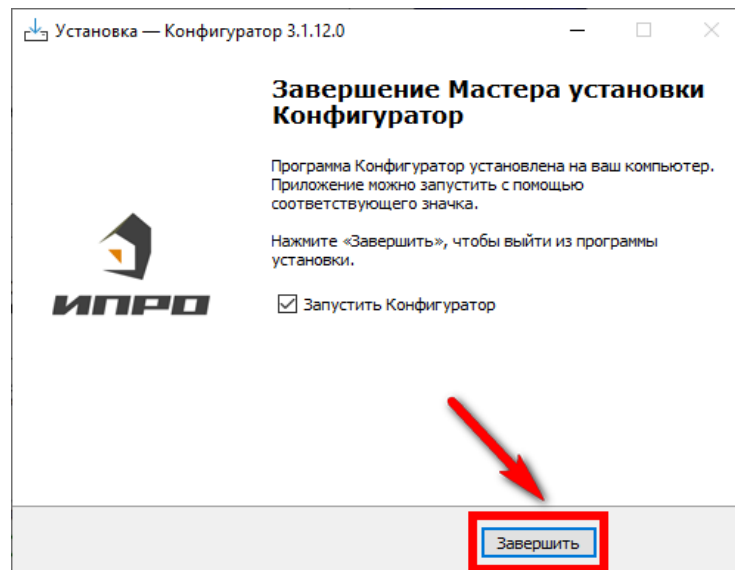 Установка — Конфигуратор 3.1.12.0
Завершение Мастера установки
Конфигуратор
Программа Конфигуратор установлена на ваш компьютер.
Приложение можно запустить с помощью
соответствующего значка.
Нажмите «Завершить», чтобы выйти из программы
установки.
ИПРО
Запустить Конфигуратор
Завершить